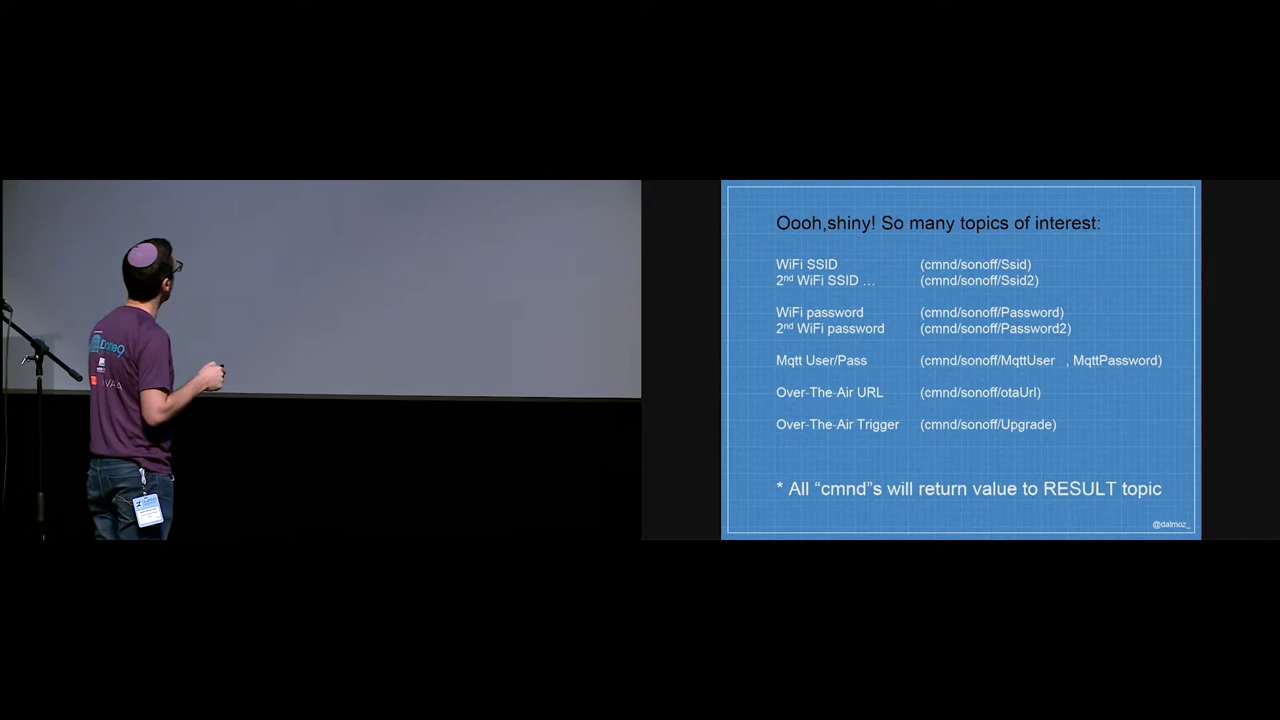 Oooh,shiny! So many topics of interest:
WiFi SSID (cmnd/sonoff/Ssid)
2nd WiFi SSID … (cmnd/sonoff/Ssid2)
WiFi password (cmnd/sonoff/Password)
2nd WiFi password (cmnd/sonoff/Password2)
Mqtt User/Pass (cmnd/sonoff/MqttUser , MqttPassword)
Over-The-Air URL (cmnd/sonoff/otaUrl)
Over-The-Air Trigger (cmnd/sonoff/Upgrade)
* All “cmnd”s will return value to RESULT topic
@dalmoz_